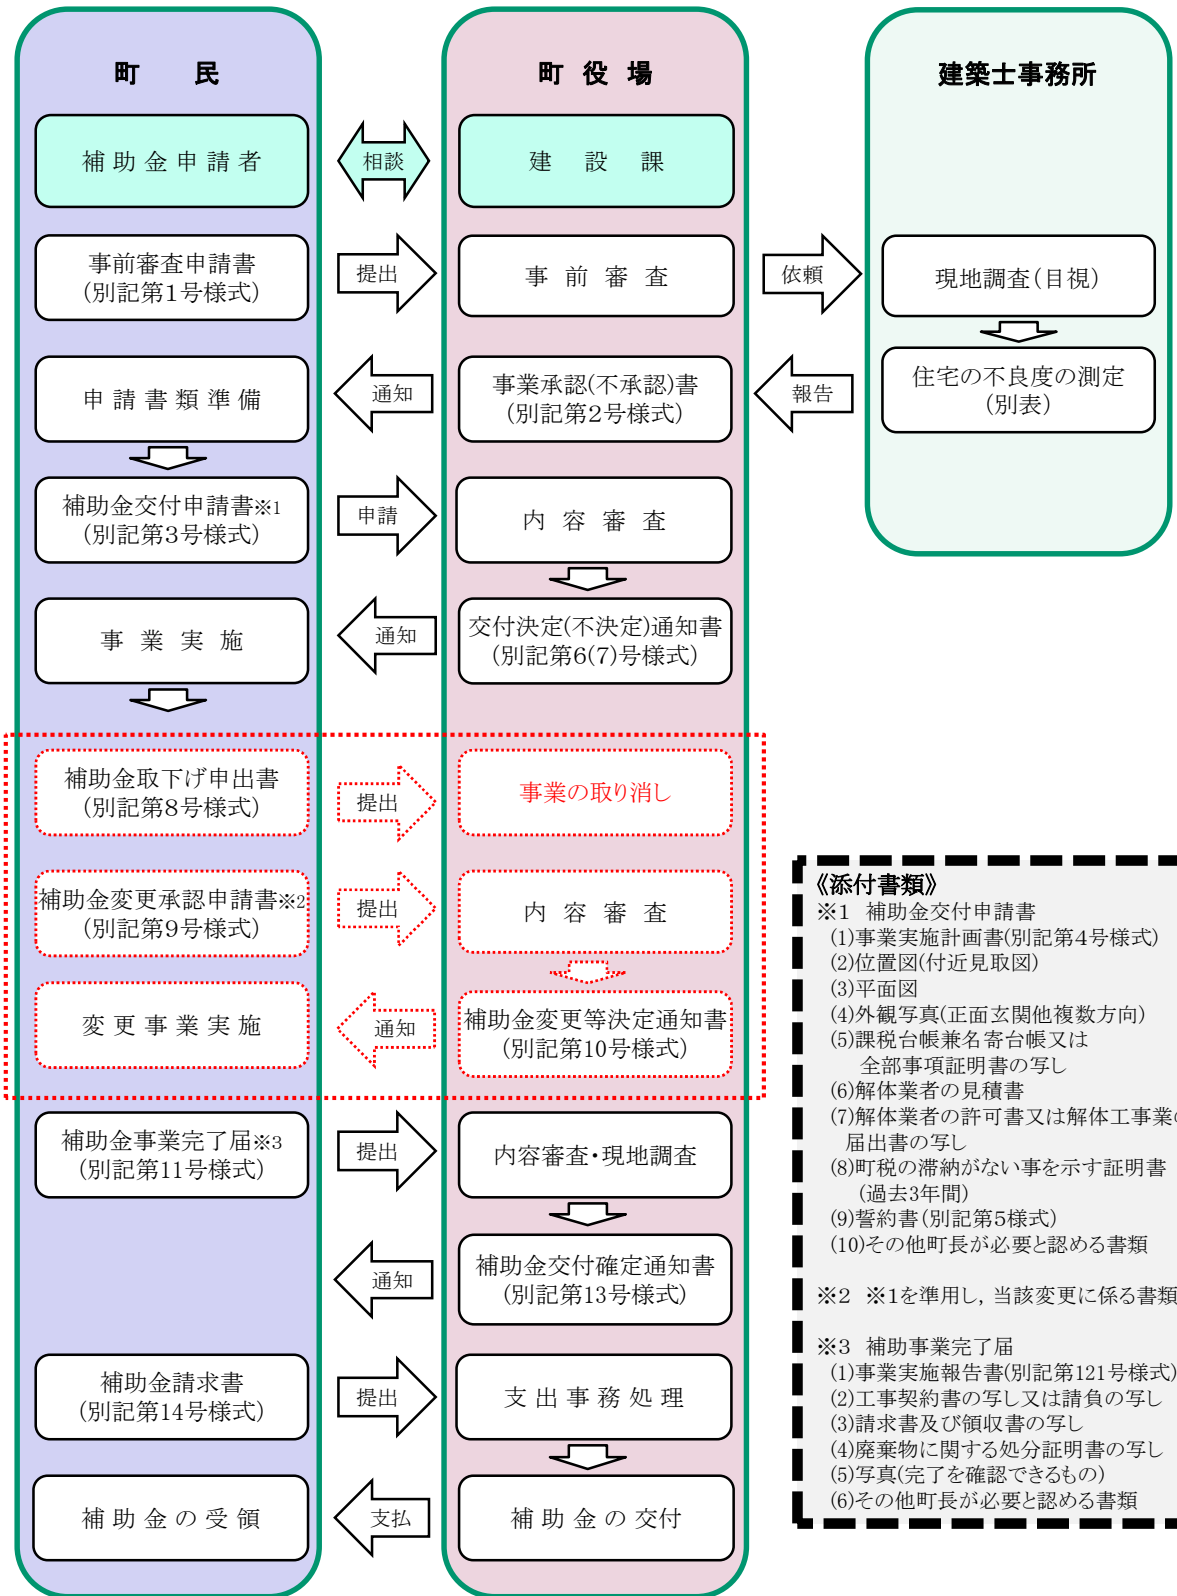 町　民
町 役 場
建築士事務所
補 助 金 申 請 者
相談
建　設　課
事前審査申請書
(別記第１号様式)
提出
事 前 審 査
依頼
現地調査(目視)
申 請 書 類 準 備
通知
事業承認(不承認)書
(別記第２号様式)
報告
住宅の不良度の測定
(別表)
補助金交付申請書※1
(別記第３号様式)
申請
内 容 審 査
事 業 実 施
通知
交付決定(不決定)通知書
(別記第6(7)号様式)
補助金取下げ申出書
(別記第８号様式)
提出
事業の取り消し
補助金変更承認申請書※2
(別記第９号様式)
提出
内 容 審 査
変 更 事 業 実 施
通知
補助金変更等決定通知書
(別記第10号様式)
補助金事業完了届※3
(別記第11号様式)
提出
内容審査・現地調査
通知
補助金交付確定通知書
(別記第13号様式)
補助金請求書
(別記第14号様式)
提出
支 出 事 務 処 理
補 助 金 の 受 領
支払
補 助 金 の 交 付
《添付書類》
※１ 補助金交付申請書
(1)事業実施計画書(別記第４号様式)
(2)位置図(付近見取図)
(3)平面図
(4)外観写真(正面玄関他複数方向)
(5)課税台帳兼名寄台帳又は
全部事項証明書の写し
(6)解体業者の見積書
(7)解体業者の許可書又は解体工事業の
届出書の写し
(8)町税の滞納がない事を示す証明書
(過去3年間)
(9)誓約書(別記第５様式)
(10)その他町長が必要と認める書類
※２ ※１を準用し，当該変更に係る書類
※３ 補助事業完了届
(1)事業実施報告書(別記第121号様式)
(2)工事契約書の写し又は請負の写し
(3)請求書及び領収書の写し
(4)廃棄物に関する処分証明書の写し
(5)写真(完了を確認できるもの)
(6)その他町長が必要と認める書類